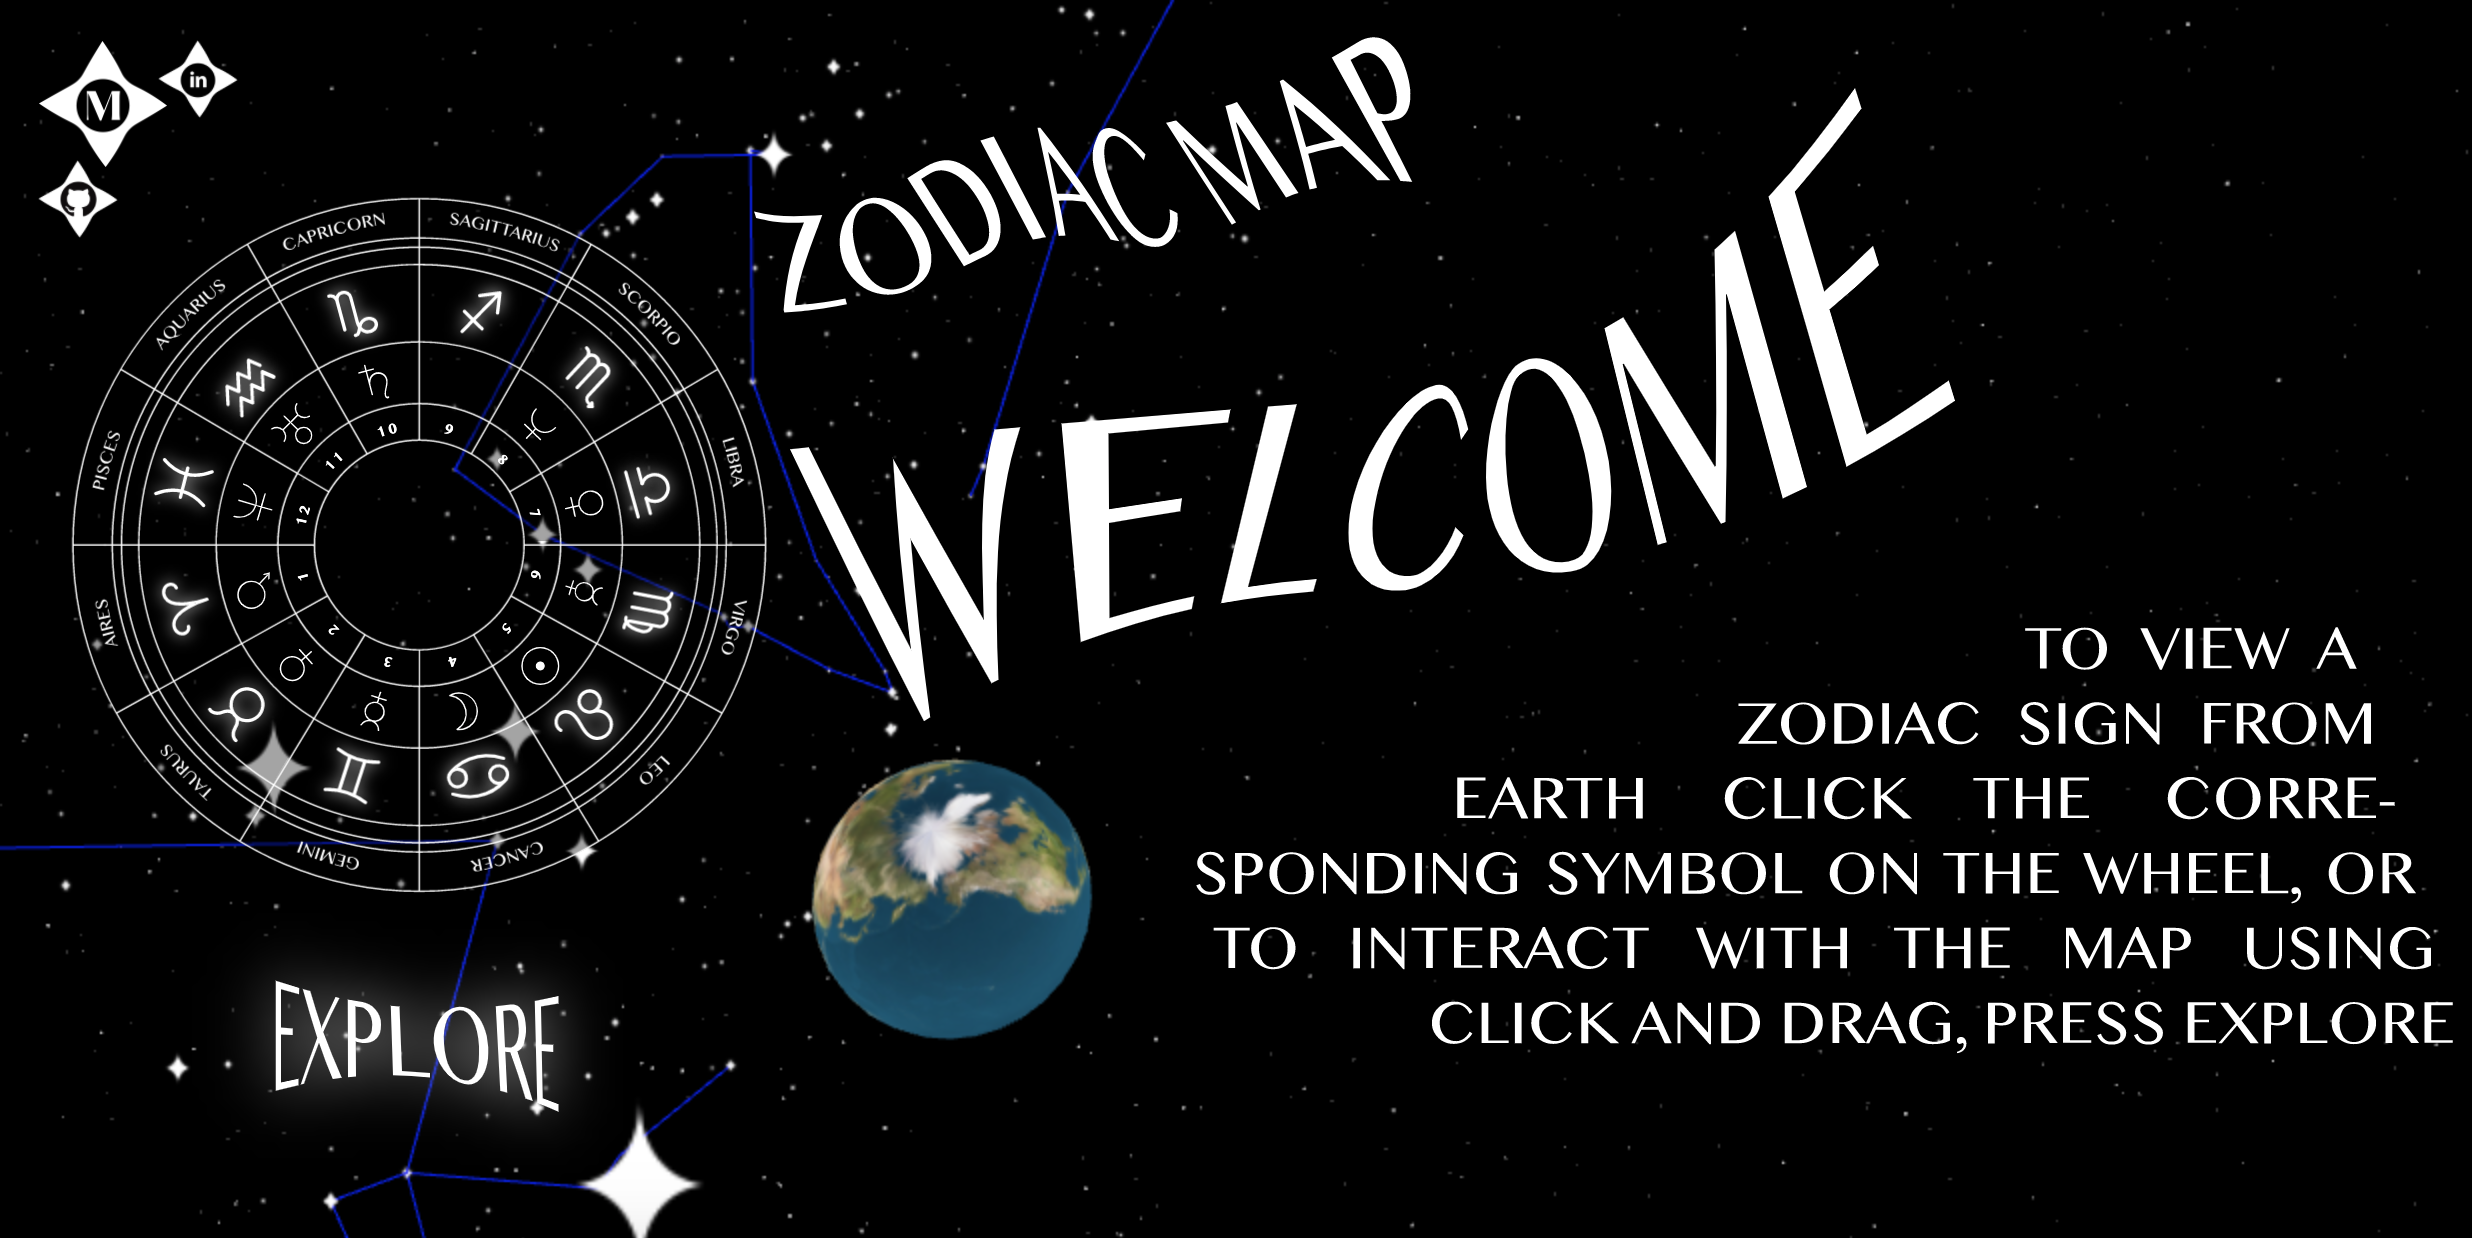 M
in
ZODIAC MAP
WELCOME
CAPRICORN
SAGITTARIUS
SCORPIO
LIBRA
VIRGO
LEO
CANCER
GEMINI
TAURUS
AIRES
PISCES
AQUARIUS
10
9
8
7
6
5
4
3
2
1
12
11
TO VIEW A
ZODIAC SIGN FROM
EARTH CLICK THE CORRE-
SPONDING SYMBOL ON THE WHEEL, OR
TO INTERACT WITH THE MAP USING
CLICK AND DRAG, PRESS EXPLORE
EXPLORE